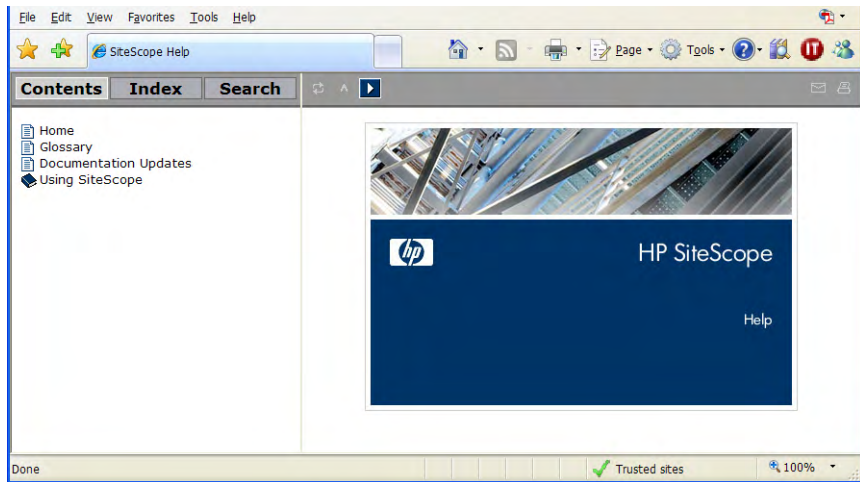 File Edit View Favorites Tools Help
SiteScope Help
Page Tools
Contents Index Search
Home
Glossary
Documentation Updates
Using SiteScope
hp
HP SiteScope
Help
Done
Trusted sites
100%